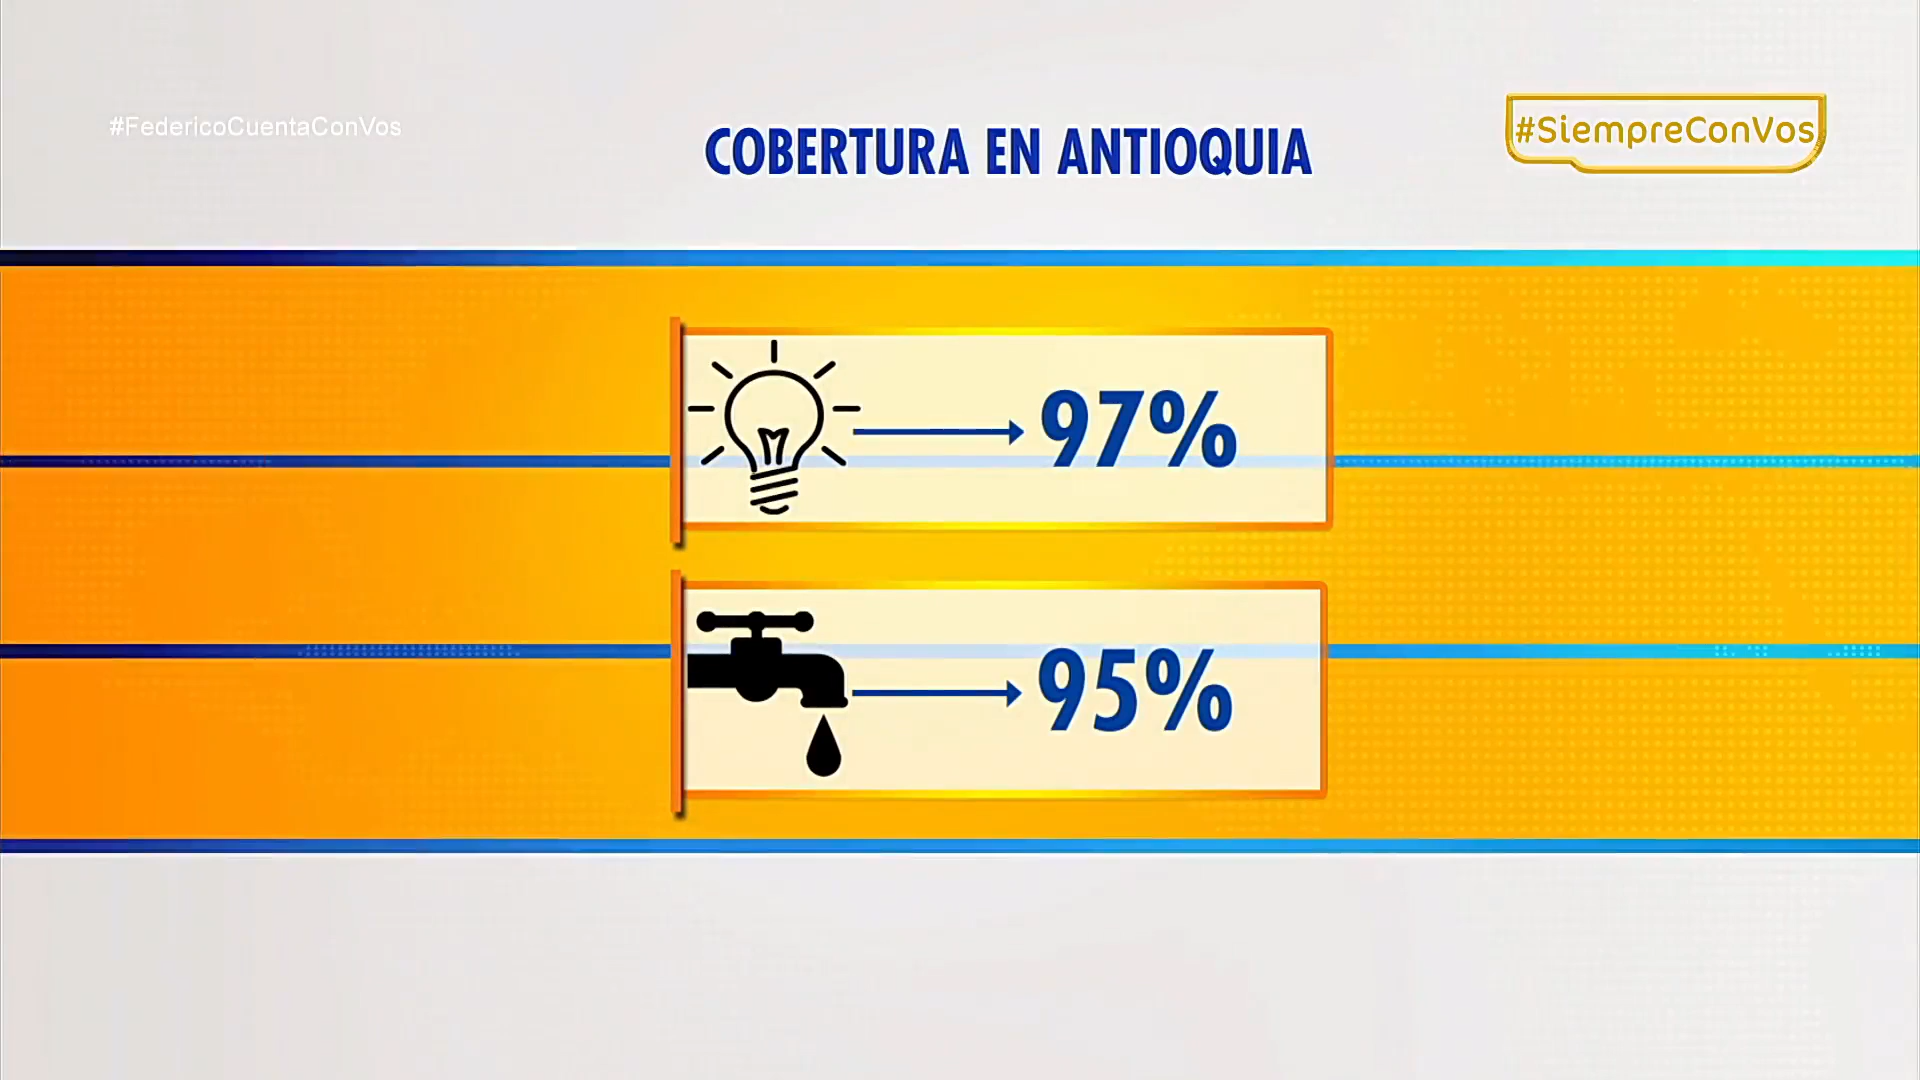 #FedericoCuentaConVos
COBERTURA EN ANTIOQUIA
#SiempreConVos
97%
95%